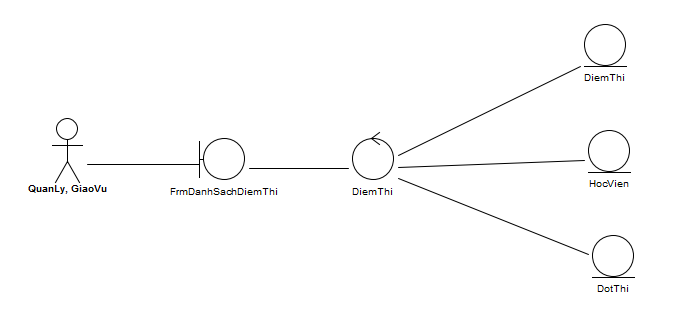 DiemThi
QuanLy, GiaoVu
FrmDanhSachDiemThi
DiemThi
HocVien
DotThi